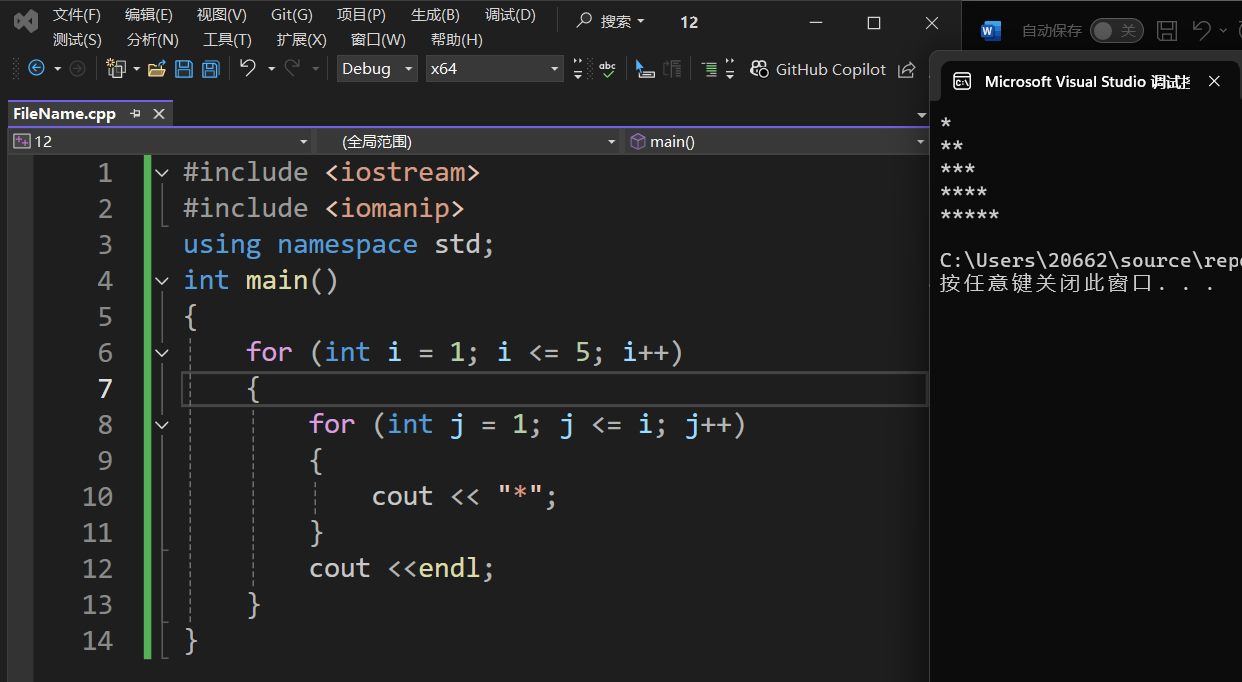 文件(F) 编辑(E) 视图(V) Git(G) 项目(P) 生成(B) 调试(D) 搜索 12
测试(S) 分析(N) 工具(T) 扩展(X) 窗口(W) 帮助(H)
Debug x64 abc GitHub Copilot
FileName.cpp
12 (全局范围) main()
1 #include <iostream>
2 #include <iomanip>
3 using namespace std;
4 int main()
5 {
6 for (int i = 1; i <= 5; i++)
7 {
8 for (int j = 1; j <= i; j++)
9 {
10 cout << "*";
11 }
12 cout <<endl;
13 }
14 }
W 自动保存 关
C:\ Microsoft Visual Studio 调试
*
**
***
****
*****
C:\Users\20662\source\rep
按任意键关闭此窗口. . .